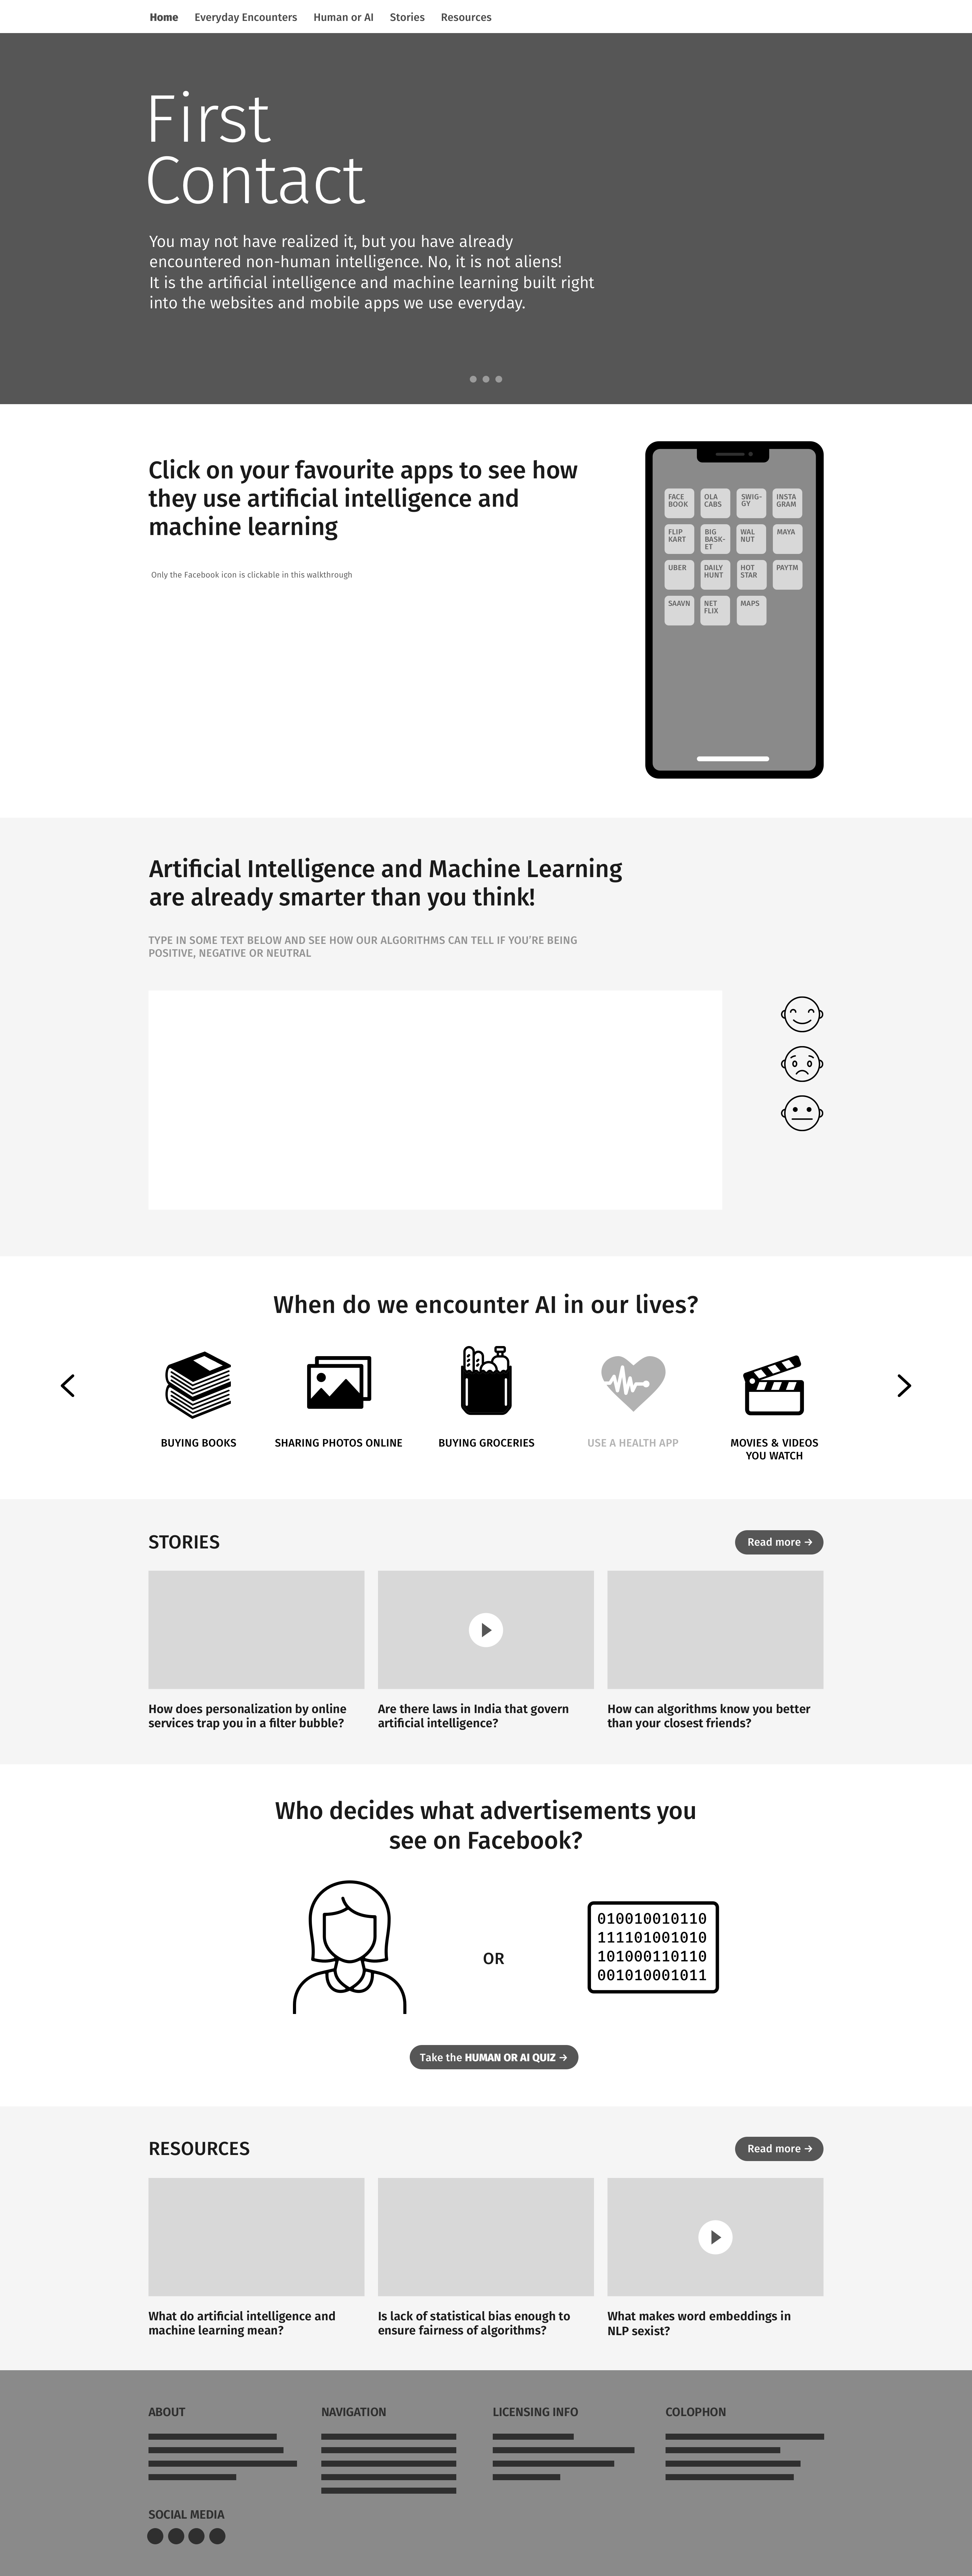 Home Everyday Encounters Human or AI Stories Resources
First
Contact
You may not have realized it, but you have already
encountered non-human intelligence. No, it is not aliens!
It is the artificial intelligence and machine learning built right
into the websites and mobile apps we use everyday.
Click on your favourite apps to see how
they use artificial intelligence and
machine learning
Only the Facebook icon is clickable in this walkthrough
FACE
BOOK
OLA
CABS
SWIG-
GY
INSTA
GRAM
FLIP
KART
BIG
BASK-
ET
WAL
NUT
MAYA
UBER
DAILY
HUNT
HOT
STAR
PAYTM
SAAVN
NET
FLIX
MAPS
Artificial Intelligence and Machine Learning
are already smarter than you think!
TYPE IN SOME TEXT BELOW AND SEE HOW OUR ALGORITHMS CAN TELL IF YOU'RE BEING
POSITIVE, NEGATIVE OR NEUTRAL
When do we encounter AI in our lives?
BUYING BOOKS
SHARING PHOTOS ONLINE
BUYING GROCERIES
USE A HEALTH APP
MOVIES & VIDEOS
YOU WATCH
STORIES
Read more →
How does personalization by online
services trap you in a filter bubble?
Are there laws in India that govern
artificial intelligence?
How can algorithms know you better
than your closest friends?
Who decides what advertisements you
see on Facebook?
OR
010010010110
111101001010
101000110110
001010001011
Take the HUMAN OR AI QUIZ →
RESOURCES
Read more →
What do artificial intelligence and
machine learning mean?
Is lack of statistical bias enough to
ensure fairness of algorithms?
What makes word embeddings in
NLP sexist?
ABOUT
NAVIGATION
LICENSING INFO
COLOPHON
SOCIAL MEDIA